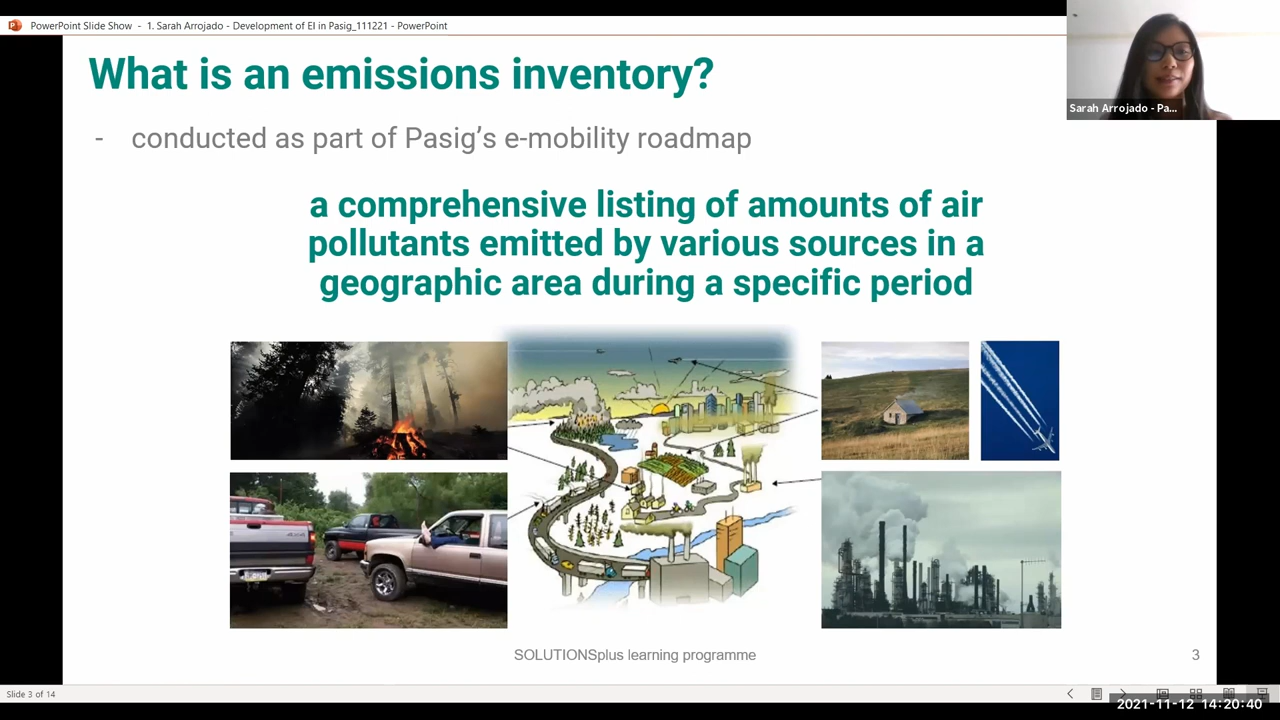 PowerPoint Slide Show - 1. Sarah Arrojado - Development of EI in Pasig_111221 - PowerPoint
What is an emissions inventory?
Sarah Arrojado - Pa...
- conducted as part of Pasig's e-mobility roadmap
a comprehensive listing of amounts of air
pollutants emitted by various sources in a
geographic area during a specific period
SOLUTIONSplus learning programme
3
Slide 3 of 14
2021-11-12 14:20:40